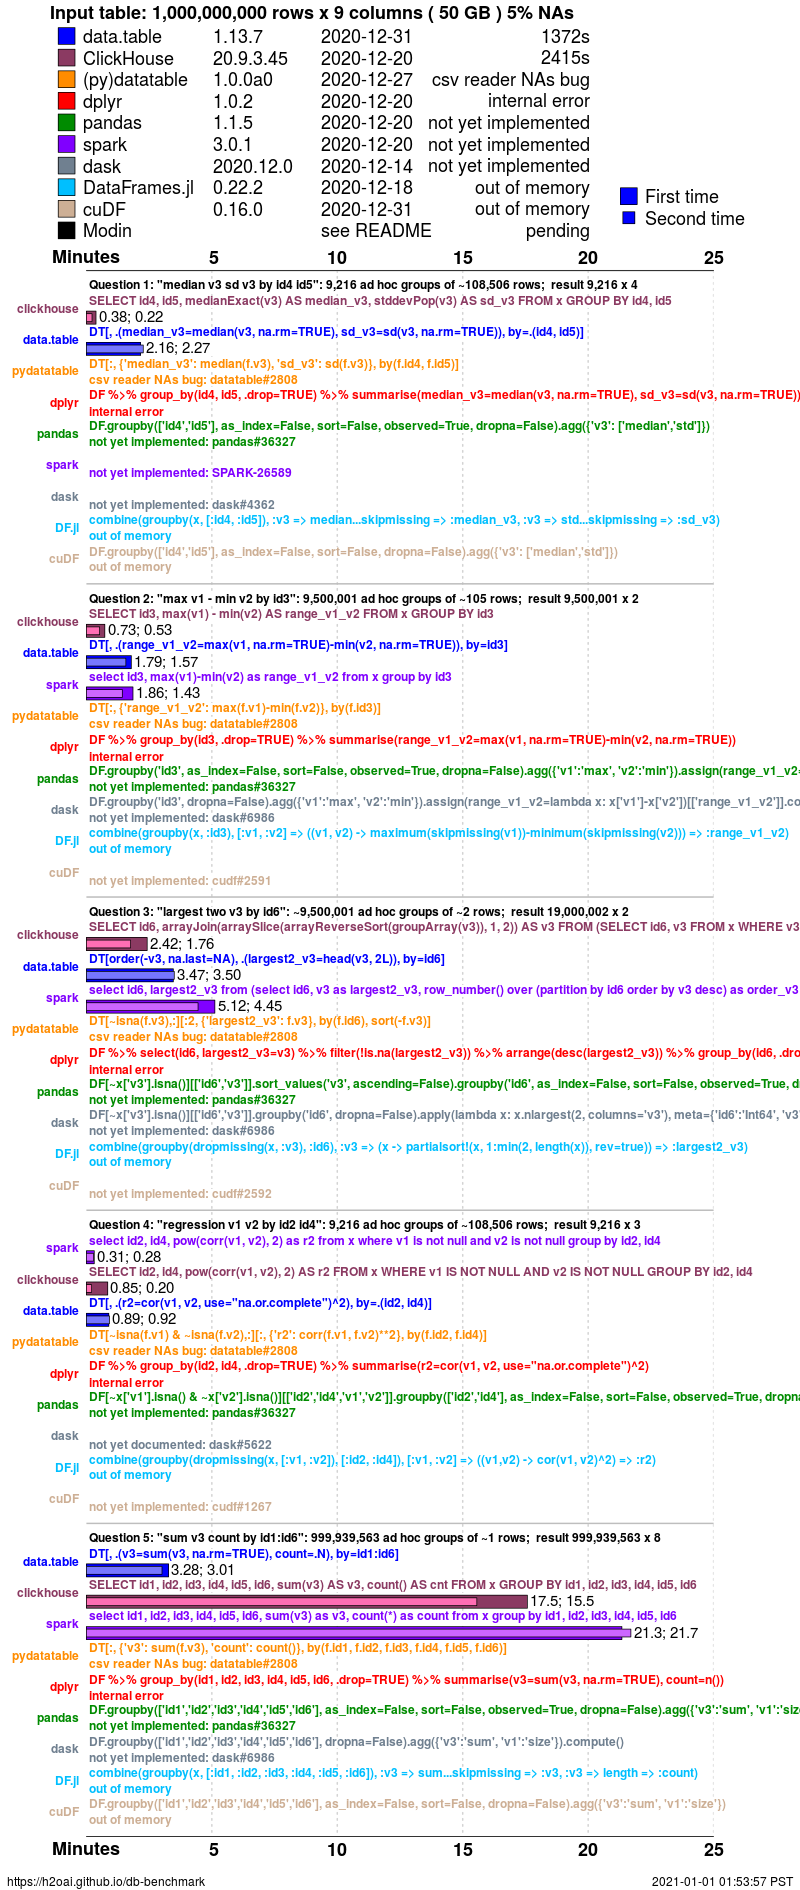 Input table: 1,000,000,000 rows x 9 columns ( 50 GB ) 5% NAs
data.table 1.13.7 2020-12-31 1372s
ClickHouse 20.9.3.45 2020-12-20 2415s
(py)datatable 1.0.0a0 2020-12-27 csv reader NAs bug
dplyr 1.0.2 2020-12-20 internal error
pandas 1.1.5 2020-12-20 not yet implemented
spark 3.0.1 2020-12-20 not yet implemented
dask 2020.12.0 2020-12-14 not yet implemented
DataFrames.jl 0.22.2 2020-12-18 out of memory
cuDF 0.16.0 2020-12-31 out of memory
Modin see README pending
First time
Second time
Minutes 5 10 15 20 25
Question 1: "median v3 sd v3 by id4 id5": 9,216 ad hoc groups of ~108,506 rows; result 9,216 x 4
SELECT id4, id5, medianExact(v3) AS median_v3, stddevPop(v3) AS sd_v3 FROM x GROUP BY id4, id5
clickhouse 0.38; 0.22
DT[, .(median_v3=median(v3, na.rm=TRUE), sd_v3=sd(v3, na.rm=TRUE)), by=.(id4, id5)]
data.table 2.16; 2.27
DT[:, {'median_v3': median(f.v3), 'sd_v3': sd(f.v3)}, by(f.id4, f.id5)]
pydatatable csv reader NAs bug: datatable#2808
DF %>% group_by(id4, id5, .drop=TRUE) %>% summarise(median_v3=median(v3, na.rm=TRUE), sd_v3=sd(v3, na.rm=TRUE))
dplyr internal error
DF.groupby(['id4','id5'], as_index=False, sort=False, observed=True, dropna=False).agg({'v3': ['median','std']})
pandas not yet implemented: pandas#36327
spark not yet implemented: SPARK-26589
dask not yet implemented: dask#4362
combine(groupby(x, [:id4, :id5]), :v3 => median...skipmissing => :median_v3, :v3 => std...skipmissing => :sd_v3)
DF.jl out of memory
DF.groupby(['id4','id5'], as_index=False, sort=False, dropna=False).agg({'v3': ['median','std']})
cuDF out of memory
Question 2: "max v1 - min v2 by id3": 9,500,001 ad hoc groups of ~105 rows; result 9,500,001 x 2
SELECT id3, max(v1) - min(v2) AS range_v1_v2 FROM x GROUP BY id3
clickhouse 0.73; 0.53
DT[, .(range_v1_v2=max(v1, na.rm=TRUE)-min(v2, na.rm=TRUE)), by=id3]
data.table 1.79; 1.57
select id3, max(v1)-min(v2) as range_v1_v2 from x group by id3
spark 1.86; 1.43
DT[:, {'range_v1_v2': max(f.v1)-min(f.v2)}, by(f.id3)]
pydatatable csv reader NAs bug: datatable#2808
DF %>% group_by(id3, .drop=TRUE) %>% summarise(range_v1_v2=max(v1, na.rm=TRUE)-min(v2, na.rm=TRUE))
dplyr internal error
DF.groupby('id3', as_index=False, sort=False, observed=True, dropna=False).agg({'v1':'max', 'v2':'min'}).assign(range_v1_v2=
pandas not yet implemented: pandas#36327
DF.groupby('id3', dropna=False).agg({'v1':'max', 'v2':'min'}).assign(range_v1_v2=lambda x: x['v1']-x['v2'])[['range_v1_v2']].co
dask not yet implemented: dask#6986
combine(groupby(x, :id3), [:v1, :v2] => ((v1, v2) -> maximum(skipmissing(v1))-minimum(skipmissing(v2))) => :range_v1_v2)
DF.jl out of memory
cuDF not yet implemented: cudf#2591
Question 3: "largest two v3 by id6": ~9,500,001 ad hoc groups of ~2 rows; result 19,000,002 x 2
SELECT id6, arrayJoin(arraySlice(arrayReverseSort(groupArray(v3)), 1, 2)) AS v3 FROM (SELECT id6, v3 FROM x WHERE v3
clickhouse 2.42; 1.76
DT[order(-v3, na.last=NA), .(largest2_v3=head(v3, 2L)), by=id6]
data.table 3.47; 3.50
select id6, largest2_v3 from (select id6, v3 as largest2_v3, row_number() over (partition by id6 order by v3 desc) as order_v3
spark 5.12; 4.45
DT[~isna(f.v3),:][:2, {'largest2_v3': f.v3}, by(f.id6), sort(-f.v3)]
pydatatable csv reader NAs bug: datatable#2808
DF %>% select(id6, largest2_v3=v3) %>% filter(!is.na(largest2_v3)) %>% arrange(desc(largest2_v3)) %>% group_by(id6, .dro
dplyr internal error
DF[~x['v3'].isna()][['id6','v3']].sort_values('v3', ascending=False).groupby('id6', as_index=False, sort=False, observed=True, d
pandas not yet implemented: pandas#36327
DF[~x['v3'].isna()][['id6','v3']].groupby('id6', dropna=False).apply(lambda x: x.nlargest(2, columns='v3'), meta={'id6':'Int64', 'v3'
dask not yet implemented: dask#6986
combine(groupby(dropmissing(x, :v3), :id6), :v3 => (x -> partialsort!(x, 1:min(2, length(x)), rev=true)) => :largest2_v3)
DF.jl out of memory
cuDF not yet implemented: cudf#2592
Question 4: "regression v1 v2 by id2 id4": 9,216 ad hoc groups of ~108,506 rows; result 9,216 x 3
select id2, id4, pow(corr(v1, v2), 2) as r2 from x where v1 is not null and v2 is not null group by id2, id4
spark 0.31; 0.28
SELECT id2, id4, pow(corr(v1, v2), 2) AS r2 FROM x WHERE v1 IS NOT NULL AND v2 IS NOT NULL GROUP BY id2, id4
clickhouse 0.85; 0.20
DT[, .(r2=cor(v1, v2, use="na.or.complete")^2), by=.(id2, id4)]
data.table 0.89; 0.92
DT[~isna(f.v1) & ~isna(f.v2),:][:, {'r2': corr(f.v1, f.v2)**2}, by(f.id2, f.id4)]
pydatatable csv reader NAs bug: datatable#2808
DF %>% group_by(id2, id4, .drop=TRUE) %>% summarise(r2=cor(v1, v2, use="na.or.complete")^2)
dplyr internal error
DF[~x['v1'].isna() & ~x['v2'].isna()][['id2','id4','v1','v2']].groupby(['id2','id4'], as_index=False, sort=False, observed=True, dropna
pandas not yet implemented: pandas#36327
dask not yet documented: dask#5622
combine(groupby(dropmissing(x, [:v1, :v2]), [:id2, :id4]), [:v1, :v2] => ((v1,v2) -> cor(v1, v2)^2) => :r2)
DF.jl out of memory
cuDF not yet implemented: cudf#1267
Question 5: "sum v3 count by id1:id6": 999,939,563 ad hoc groups of ~1 rows; result 999,939,563 x 8
DT[, .(v3=sum(v3, na.rm=TRUE), count=.N), by=id1:id6]
data.table 3.28; 3.01
SELECT id1, id2, id3, id4, id5, id6, sum(v3) AS v3, count() AS cnt FROM x GROUP BY id1, id2, id3, id4, id5, id6
clickhouse 17.5; 15.5
select id1, id2, id3, id4, id5, id6, sum(v3) as v3, count(*) as count from x group by id1, id2, id3, id4, id5, id6
spark 21.3; 21.7
DT[:, {'v3': sum(f.v3), 'count': count()}, by(f.id1, f.id2, f.id3, f.id4, f.id5, f.id6)]
pydatatable csv reader NAs bug: datatable#2808
DF %>% group_by(id1, id2, id3, id4, id5, id6, .drop=TRUE) %>% summarise(v3=sum(v3, na.rm=TRUE), count=n())
dplyr internal error
DF.groupby(['id1','id2','id3','id4','id5','id6'], as_index=False, sort=False, observed=True, dropna=False).agg({'v3':'sum', 'v1':'size
pandas not yet implemented: pandas#36327
DF.groupby(['id1','id2','id3','id4','id5','id6'], dropna=False).agg({'v3':'sum', 'v1':'size'}).compute()
dask not yet implemented: dask#6986
combine(groupby(x, [:id1, :id2, :id3, :id4, :id5, :id6]), :v3 => sum...skipmissing => :v3, :v3 => length => :count)
DF.jl out of memory
DF.groupby(['id1','id2','id3','id4','id5','id6'], as_index=False, sort=False, dropna=False).agg({'v3':'sum', 'v1':'size'})
cuDF out of memory
Minutes 5 10 15 20 25
https://h2oai.github.io/db-benchmark 2021-01-01 01:53:57 PST